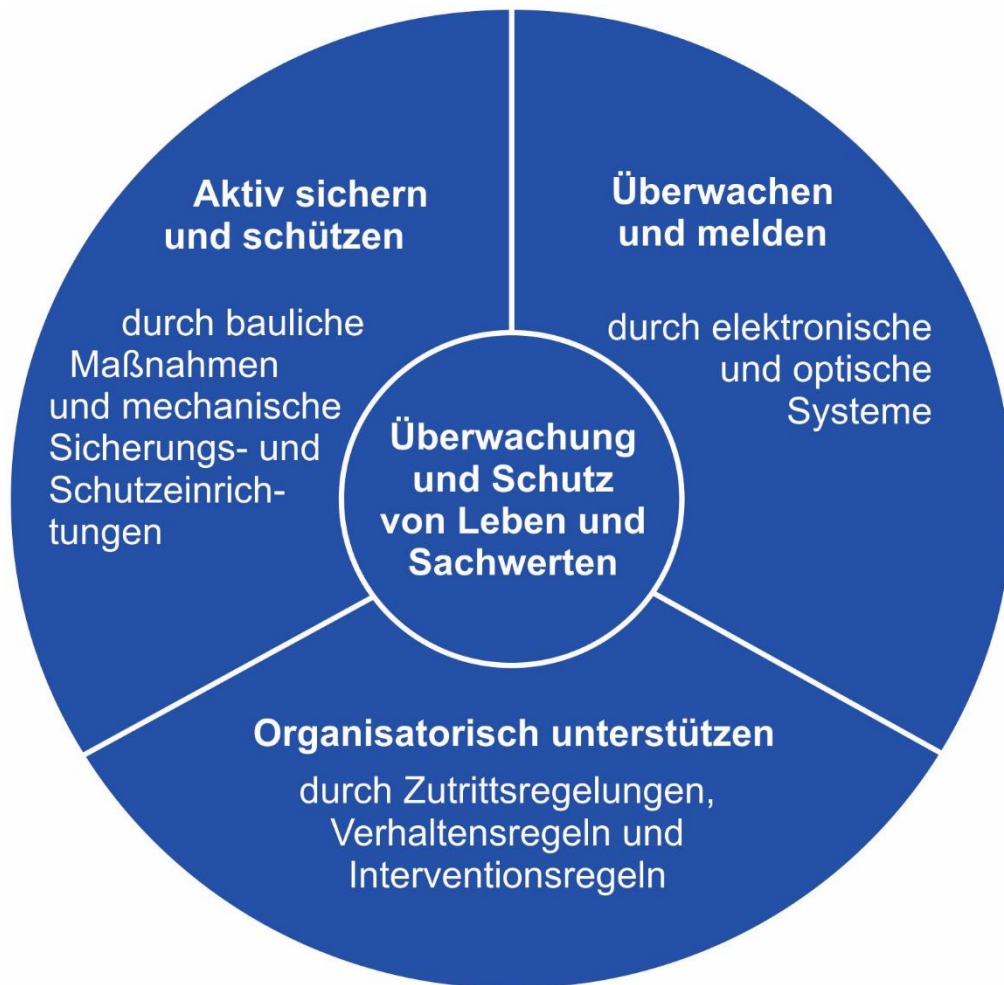 Aktiv sichern
und schützen
durch bauliche
Maßnahmen
und mechanische
Sicherungs- und
Schutzeinrich-
tungen
Überwachen
und melden
durch elektronische
und optische
Systeme
Überwachung
und Schutz
von Leben und
Sachwerten
Organisatorisch unterstützen
durch Zutrittsregelungen,
Verhaltensregeln und
Interventionsregeln